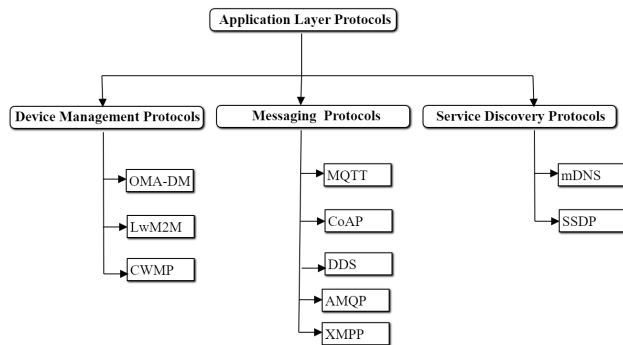 Application Layer Protocols
Device Management Protocols
Messaging Protocols
Service Discovery Protocols
OMA-DM
LwM2M
CWMP
MQTT
CoAP
DDS
AMQP
XMPP
mDNS
SSDP